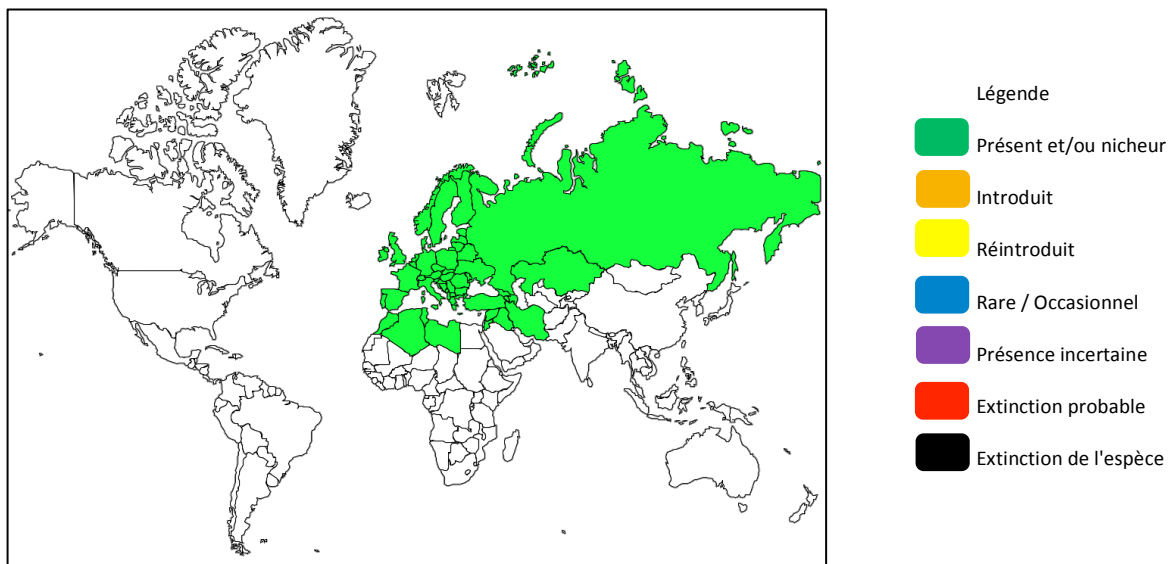 Légende
Présent et/ou nicheur
Introduit
Réintroduit
Rare / Occasionnel
Présence incertaine
Extinction probable
Extinction de l'espèce